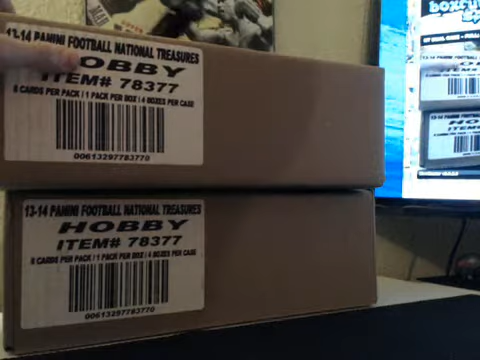 13-14 PANINI FOOTBALL NATIONAL TREASURES
HOBBY
ITEM# 78377
8 CARDS PER PACK / 1 PACK PER BOX / 4 BOXES PER CASE
00613297783770
13-14 PANINI FOOTBALL NATIONAL TREASURES
HOBBY
ITEM# 78377
8 CARDS PER PACK / 1 PACK PER BOX / 4 BOXES PER CASE
00613297783770